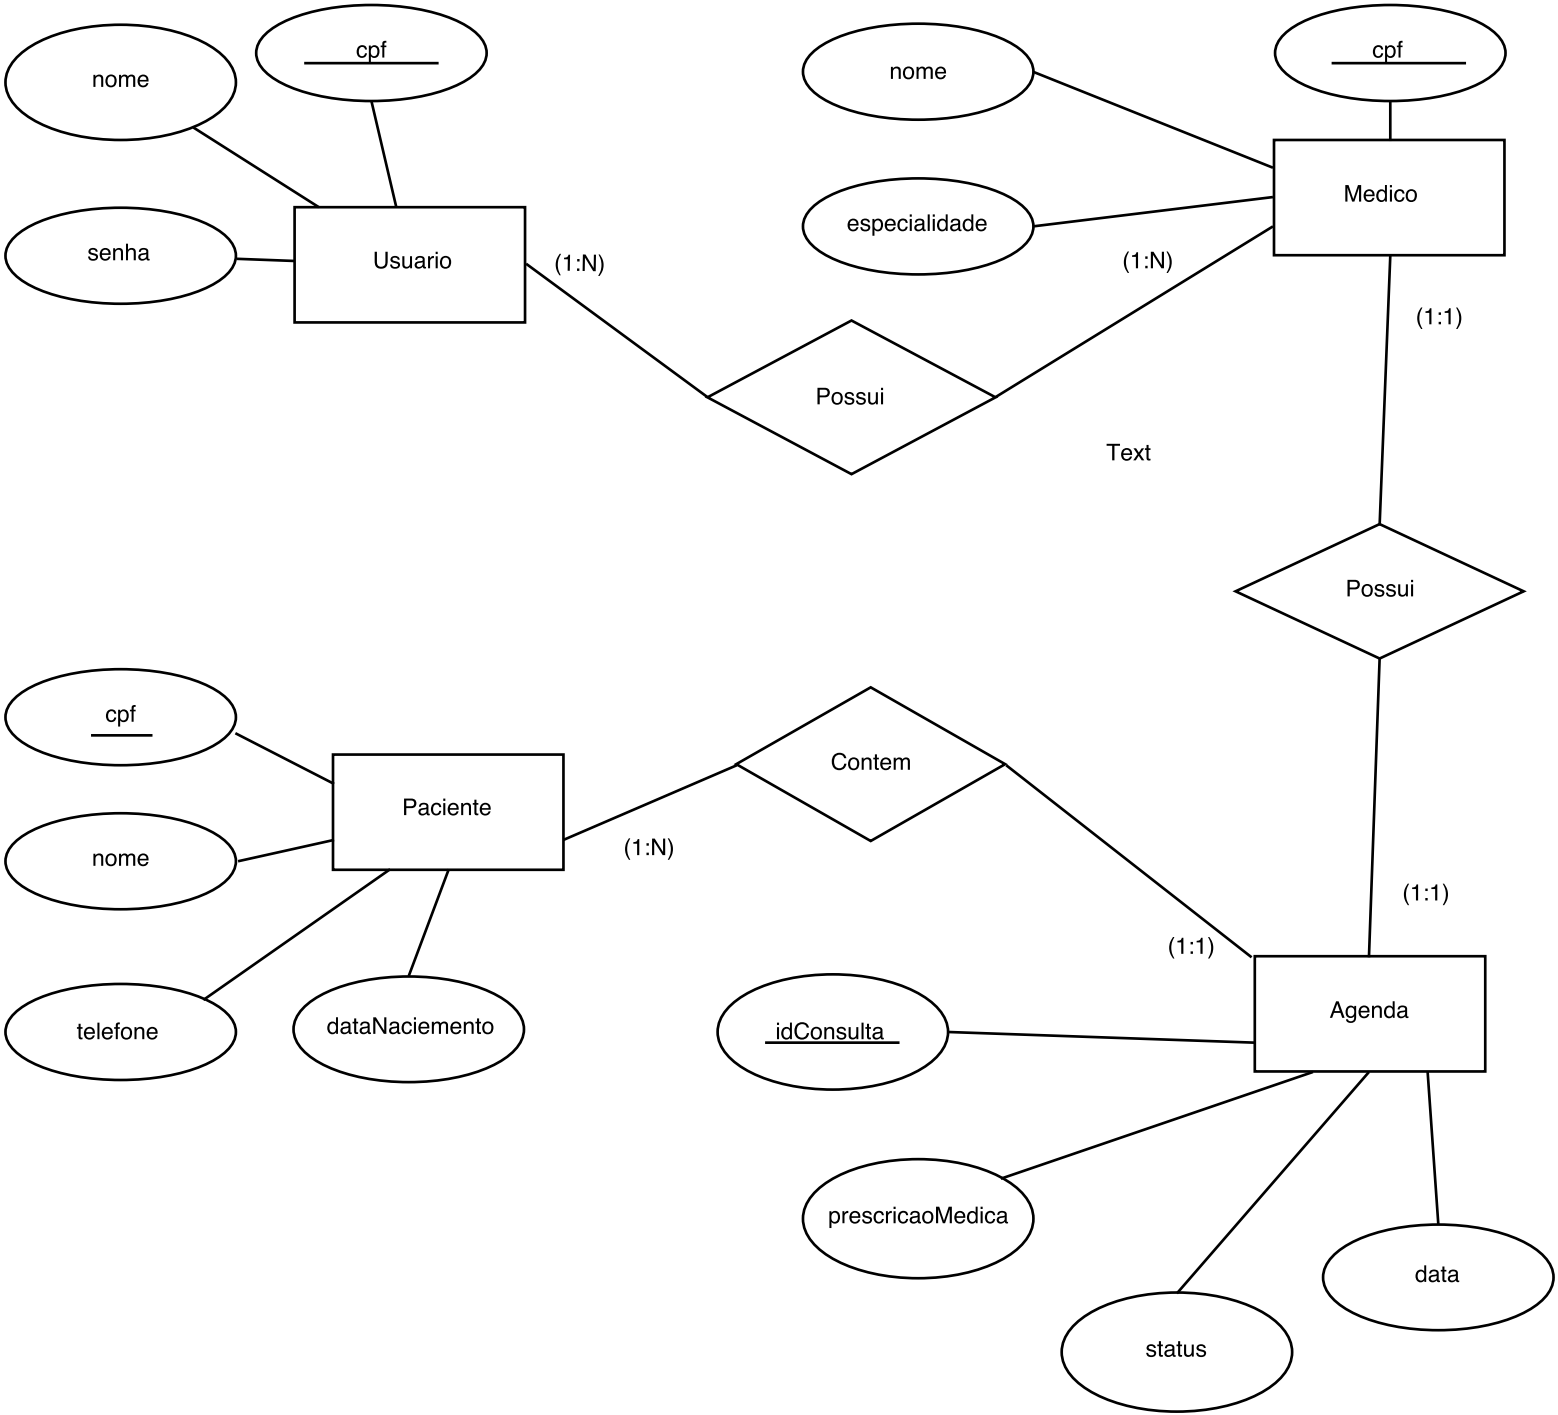 cpf
nome
senha
Usuario
(1:N)
nome
cpf
especialidade
Medico
(1:N)
(1:1)
Possui
Text
Possui
cpf
nome
Paciente
(1:N)
Contem
telefone
dataNaciemento
(1:1)
(1:1)
idConsulta
Agenda
prescricaoMedica
data
status